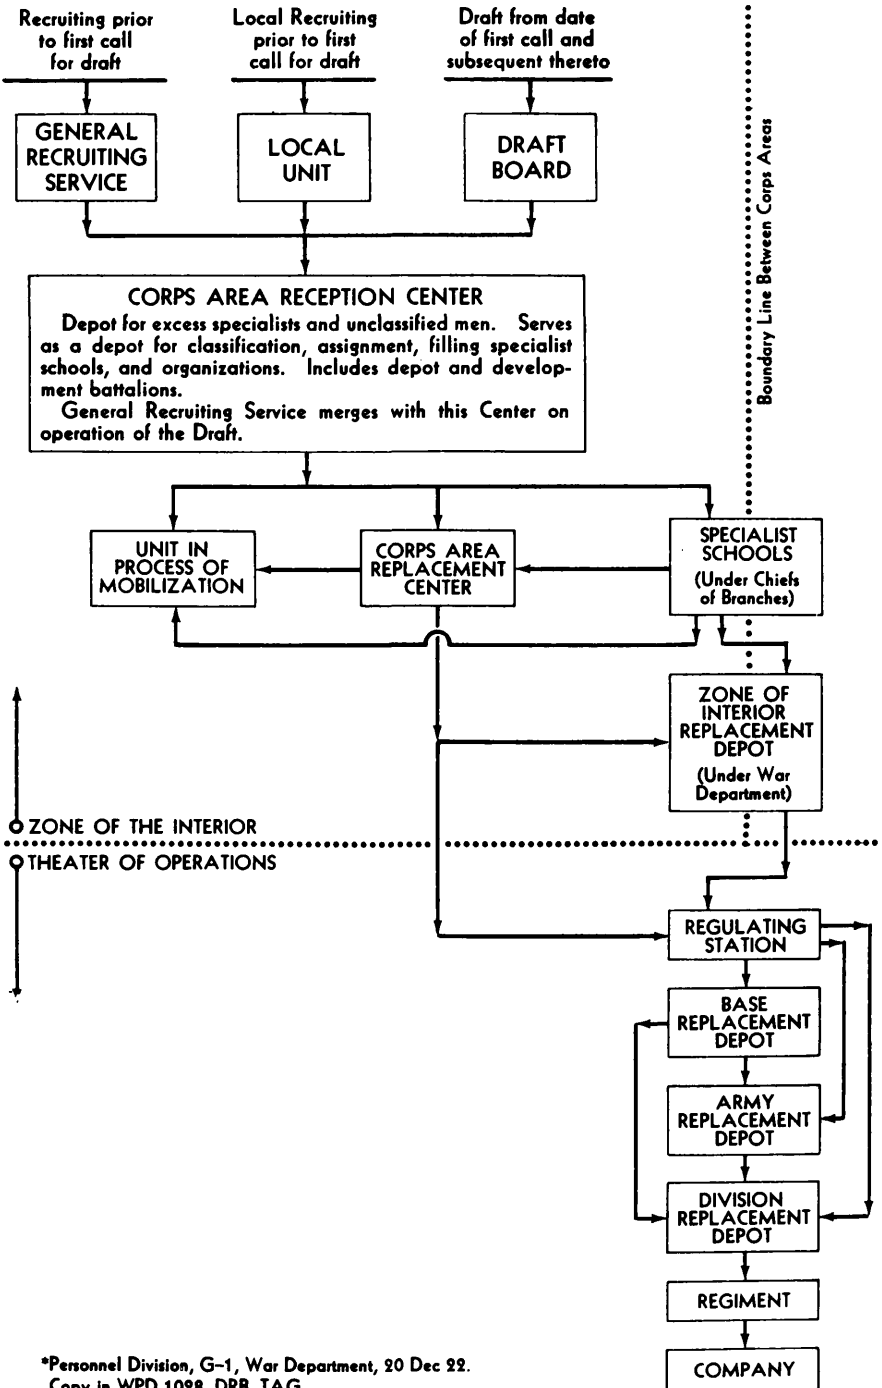 Recruiting prior
to first call
for draft
Local Recruiting
prior to first
call for draft
Draft from date
of first call and
subsequent thereto
GENERAL
RECRUITING
SERVICE
LOCAL
UNIT
DRAFT
BOARD
Boundary Line Between Corps Areas
CORPS AREA RECEPTION CENTER
Depot for excess specialists and unclassified men. Serves
as a depot for classification, assignment, filling specialist
schools, and organizations. Includes depot and develop-
ment battalions.
General Recruiting Service merges with this Center on
operation of the Draft.
UNIT IN
PROCESS OF
MOBILIZATION
CORPS AREA
REPLACEMENT
CENTER
SPECIALIST
SCHOOLS
(Under Chiefs
of Branches)
ZONE OF
INTERIOR
REPLACEMENT
DEPOT
(Under War
Department)
ZONE OF THE INTERIOR
THEATER OF OPERATIONS
REGULATING
STATION
BASE
REPLACEMENT
DEPOT
ARMY
REPLACEMENT
DEPOT
DIVISION
REPLACEMENT
DEPOT
REGIMENT
COMPANY
*Personnel Division, G-1, War Department, 20 Dec 22.
Copy in WPD 1028, DRB, TAG.